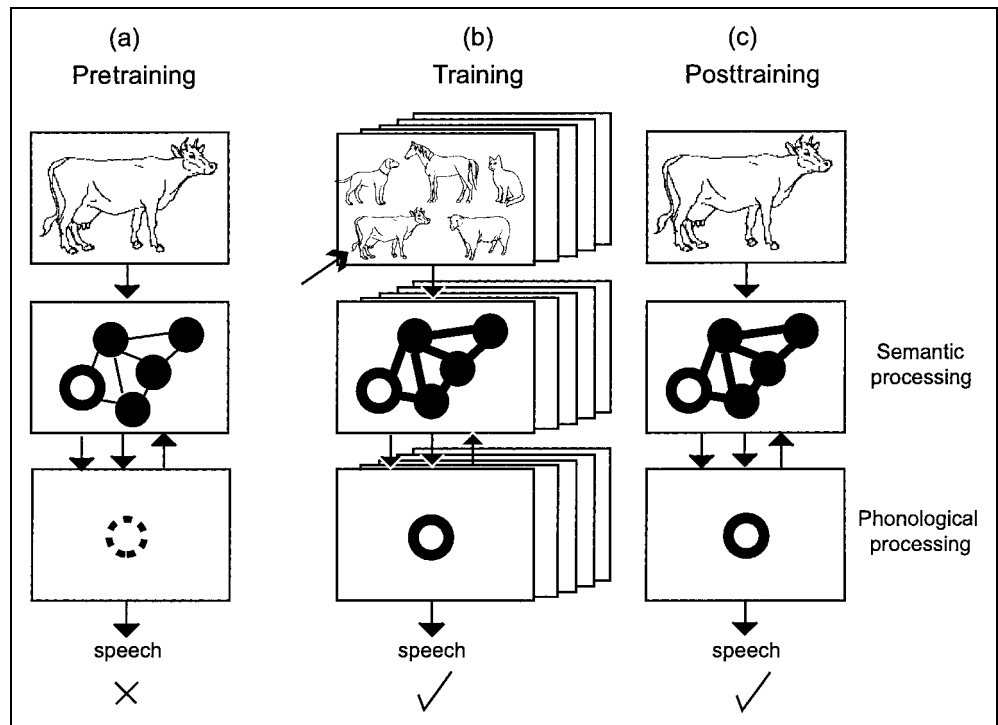 (a)
Pretraining
(b)
Training
(c)
Posttraining
Semantic
processing
Phonological
processing
speech
speech
speech